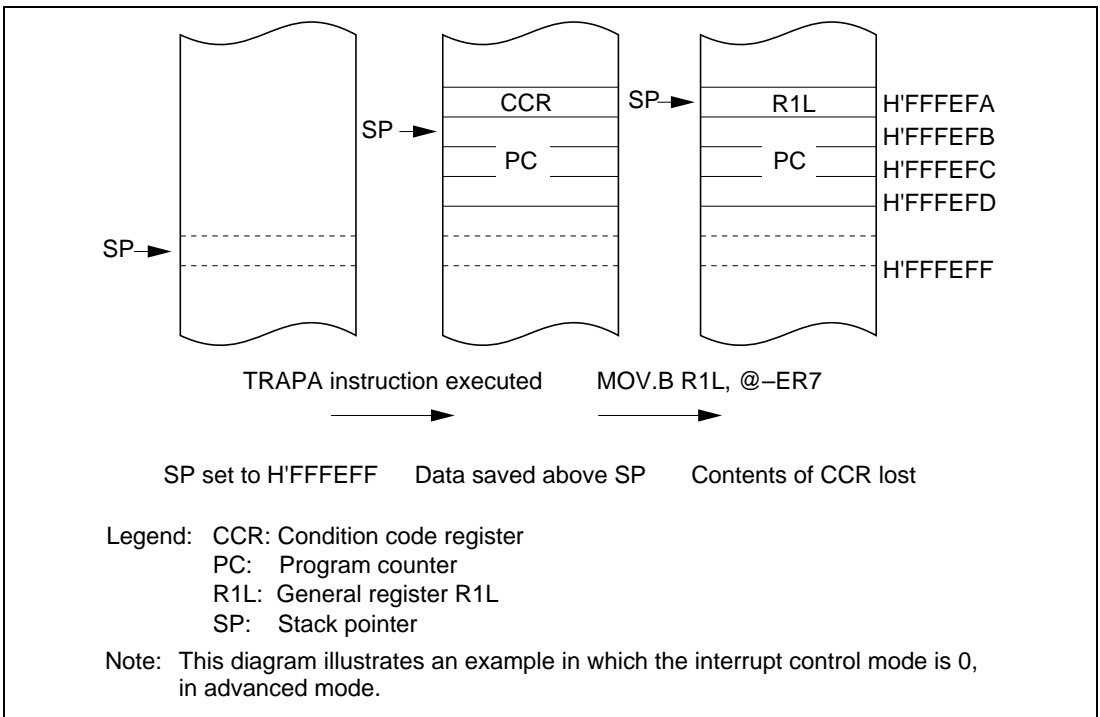 CCR SP R1L H'FFFEFA
SP H'FFFEFB
PC PC H'FFFEFC
H'FFFEFD
SP
H'FFFEFF
TRAPA instruction executed MOV.B R1L, @–ER7
SP set to H'FFFEFF Data saved above SP Contents of CCR lost
Legend: CCR: Condition code register
PC: Program counter
R1L: General register R1L
SP: Stack pointer
Note: This diagram illustrates an example in which the interrupt control mode is 0,
in advanced mode.